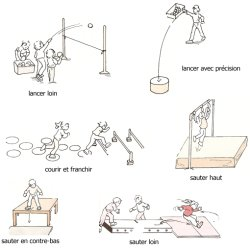 lancer loin
lancer avec précision
courir et franchir
sauter haut
sauter en contre-bas
sauter loin